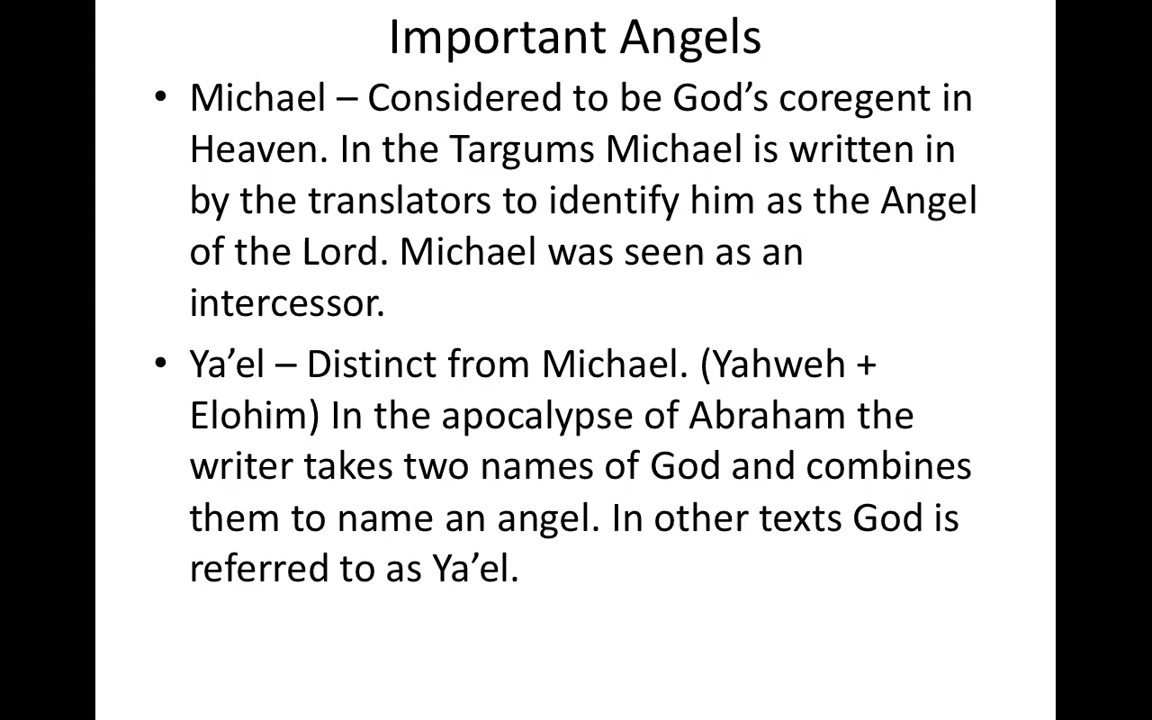 Important Angels
• Michael – Considered to be God’s coregent in
Heaven. In the Targums Michael is written in
by the translators to identify him as the Angel
of the Lord. Michael was seen as an
intercessor.
• Ya’el – Distinct from Michael. (Yahweh +
Elohim) In the apocalypse of Abraham the
writer takes two names of God and combines
them to name an angel. In other texts God is
referred to as Ya’el.